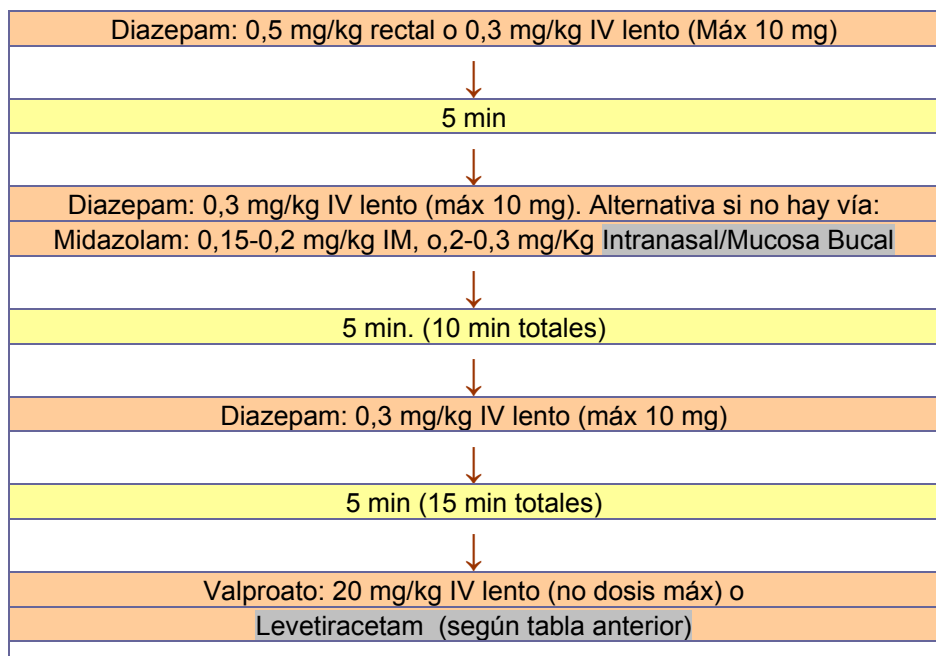 Diazepam: 0,5 mg/kg rectal o 0,3 mg/kg IV lento (Máx 10 mg)
↓
5 min
↓
Diazepam: 0,3 mg/kg IV lento (máx 10 mg). Alternativa si no hay vía:
Midazolam: 0,15-0,2 mg/kg IM, o,2-0,3 mg/Kg Intranasal/Mucosa Bucal
↓
5 min. (10 min totales)
↓
Diazepam: 0.3 mg/kg IV lento (máx 10 mg)
↓
5 min (15 min totales)
↓
Valproato: 20 mg/kg IV lento (no dosis máx) o
Levetiracetam (según tabla anterior)